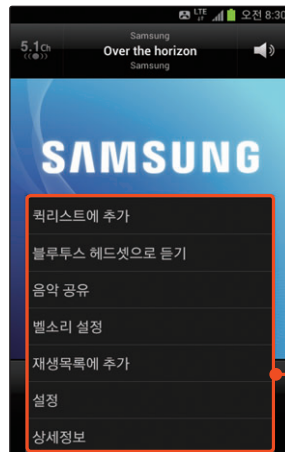 LTE 오전 8:30
Samsung
5.1Ch
Over the horizon
Samsung
SAMSUNG
퀵리스트에 추가
블루투스 헤드셋으로 듣기
음악 공유
벨소리 설정
재생목록에 추가
설정
상세정보